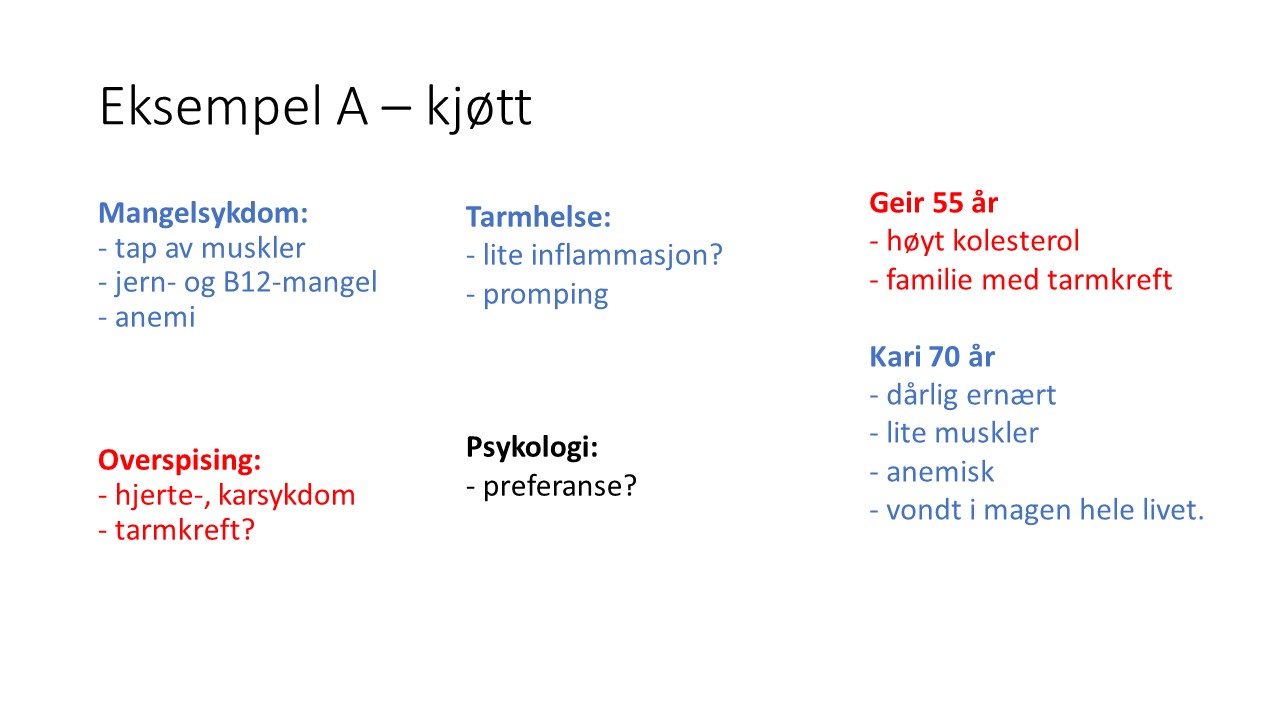 Eksempel A – kjøtt
Mangelsykdom:
- tap av muskler
- jern- og B12-mangel
- anemi
Overspising:
- hjerte-, karsykdom
- tarmkreft?
Tarmhelse:
- lite inflammasjon?
- promping
Psykologi:
- preferanse?
Geir 55 år
- høyt kolesterol
- familie med tarmkreft
Kari 70 år
- dårlig ernært
- lite muskler
- anemisk
- vondt i magen hele livet.